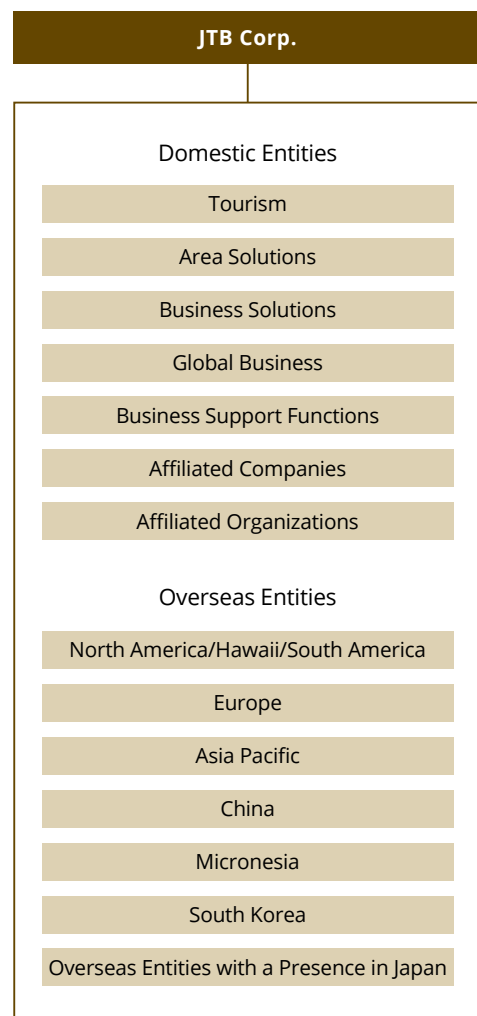 JTB Corp.
Domestic Entities
Tourism
Area Solutions
Business Solutions
Global Business
Business Support Functions
Affiliated Companies
Affiliated Organizations
Overseas Entities
North America/Hawaii/South America
Europe
Asia Pacific
China
Micronesia
South Korea
Overseas Entities with a Presence in Japan